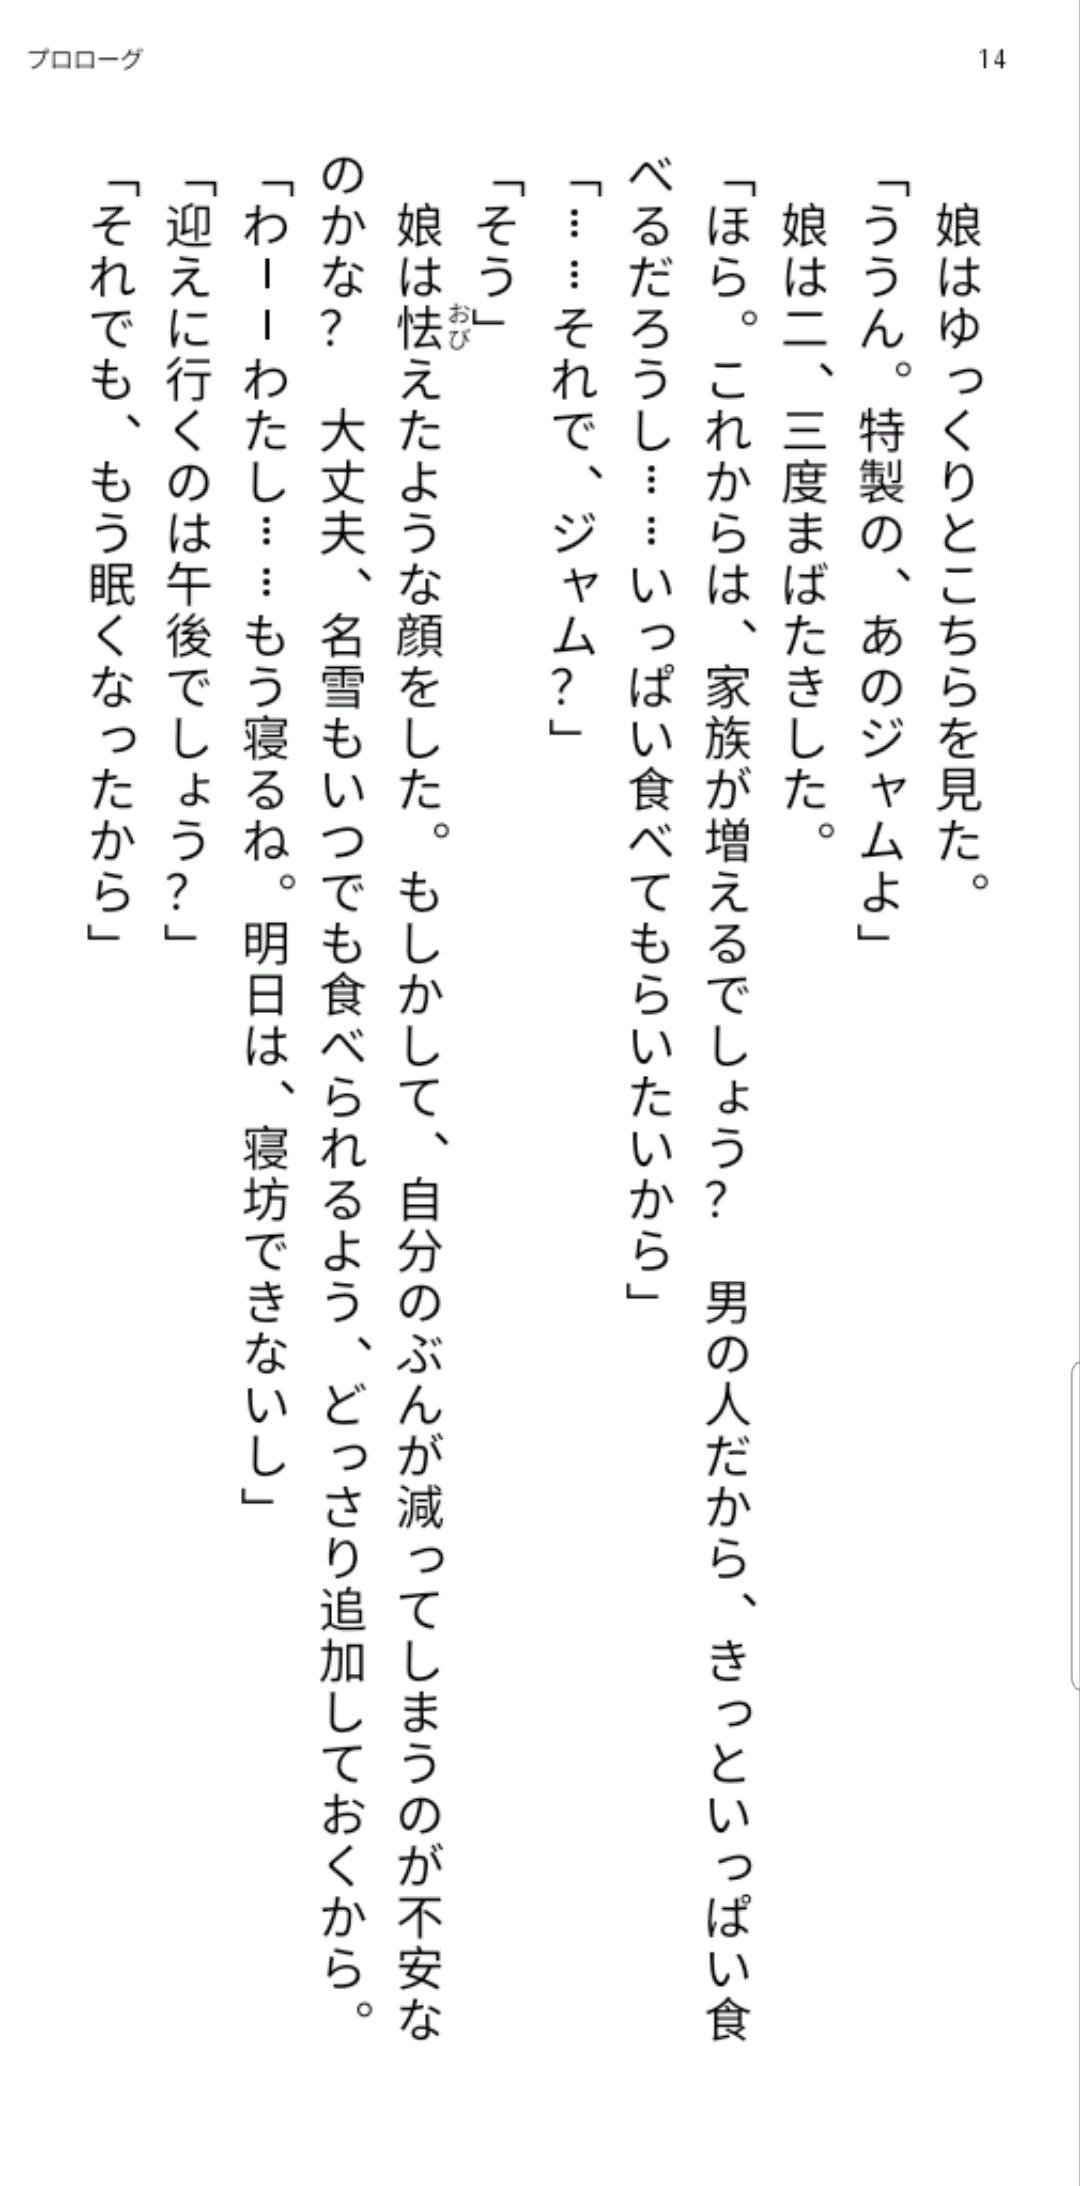 プロローグ
14
　娘はゆっくりとこちらを見た。
「ううん。特製の、あのジャムよ」
　娘は二、三度まばたきした。
「ほら。これからは、家族が増えるでしょう？　男の人だから、きっといっぱい食
べるだろうし……いっぱい食べてもらいたいから」
「……それで、ジャム？」
「そう」
　娘は怯えたような顔をした。もしかして、自分のぶんが減ってしまうのが不安な
おび
のかな？　大丈夫、名雪もいつでも食べられるよう、どっさり追加しておくから。
「わーーわたし……もう寝るね。明日は、寝坊できないし」
「迎えに行くのは午後でしょう？」
「それでも、もう眠くなったから」